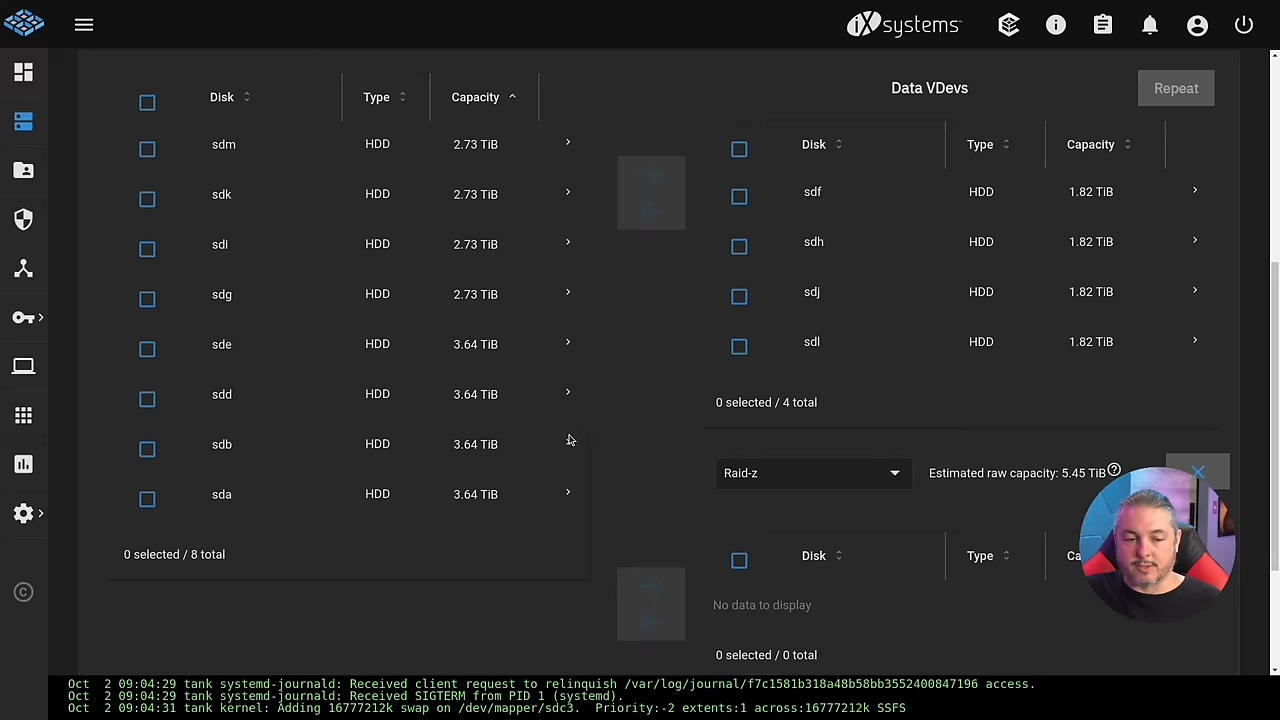 iXsystems
Disk Type Capacity
sdm HDD 2.73 TiB
sdk HDD 2.73 TiB
sdi HDD 2.73 TiB
sdg HDD 2.73 TiB
sde HDD 3.64 TiB
sdd HDD 3.64 TiB
sdb HDD 3.64 TiB
sda HDD 3.64 TiB
0 selected / 8 total
Data VDevs
Repeat
Disk Type Capacity
sdf HDD 1.82 TiB
sdh HDD 1.82 TiB
sdj HDD 1.82 TiB
sdl HDD 1.82 TiB
0 selected / 4 total
Raid-z Estimated raw capacity: 5.45 TiB
Disk Type Ca
No data to display
0 selected / 0 total
Oct 2 09:04:29 tank systemd-journald: Received client request to relinquish /var/log/journal/f7c1581b318a48b58bb3552400847196 access.
Oct 2 09:04:29 tank systemd-journald: Received SIGTERM from PID 1 (systemd).
Oct 2 09:04:31 tank kernel: Adding 16777212k swap on /dev/mapper/sdc3. Priority:-2 extents:1 across:16777212k SSFS